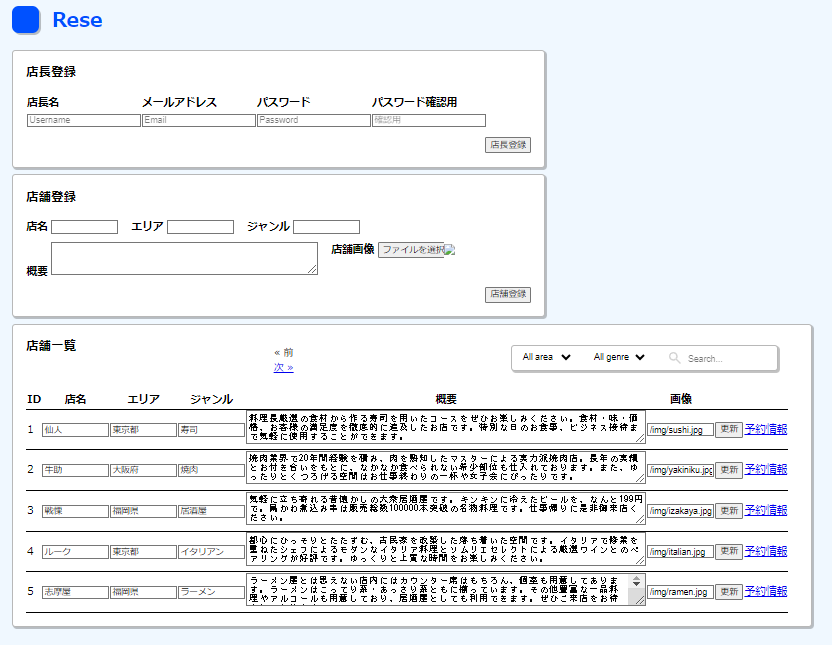 Rese
店長登録
店長名 メールアドレス パスワード パスワード確認用
Username Email Password 確認用
店長登録
店舗登録
店名 エリア ジャンル
概要 店舗画像 ファイルを選択
店舗登録
店舗一覧
« 前
次 »
All area All genre Search...
ID 店名 エリア ジャンル 概要 画像
1 仙人 東京都 寿司 料理長厳選の食材から作る寿司を用いたコースをぜひお楽しみください。食材・味・価
格、お客様の満足度を徹底的に追及したお店です。特別な日のお食事、ビジネス接待ま
で気軽に使用することができます。 /img/sushi.jpg 更新 予約情報
2 牛助 大阪府 焼肉 焼肉業界で20年間経験を積み、肉を熟知したマスターによる実力派焼肉店。長年の実績
とお付き合いをもとに、なかなか食べられない希少部位も仕入れております。また、ゆ
ったりとくつろげる空間はお仕事終わりの一杯や女子会にぴったりです。 /img/yakiniku.jpg 更新 予約情報
3 戦慄 福岡県 居酒屋 気軽に立ち寄れる昔懐かしの大衆居酒屋です。キンキンに冷えたビールを、なんと199円
で。鳥かわ煮込み串は販売総数100000本突破の名物料理です。仕事帰りに是非御来店く
ださい。 /img/izakaya.jpg 更新 予約情報
4 ルーク 東京都 イタリアン 都心にひっそりとたたずむ、古民家を改築した落ち着いた空間です。イタリアで修業を
重ねたシェフによるモダンなイタリア料理とソムリエセレクトによる厳選ワインとのペ
アリングが好評です。ゆっくりと上質な時間をお楽しみください。 /img/italian.jpg 更新 予約情報
5 志摩屋 福岡県 ラーメン ラーメン屋とは思えない店内にはカウンター席はもちろん、個室も用意してありま
す。ラーメンはこってり系・あっさり系ともに揃っています。その他豊富な一品料
理やアルコールも用意しており、居酒屋としても利用できます。ぜひご来店をお待 /img/ramen.jpg 更新 予約情報